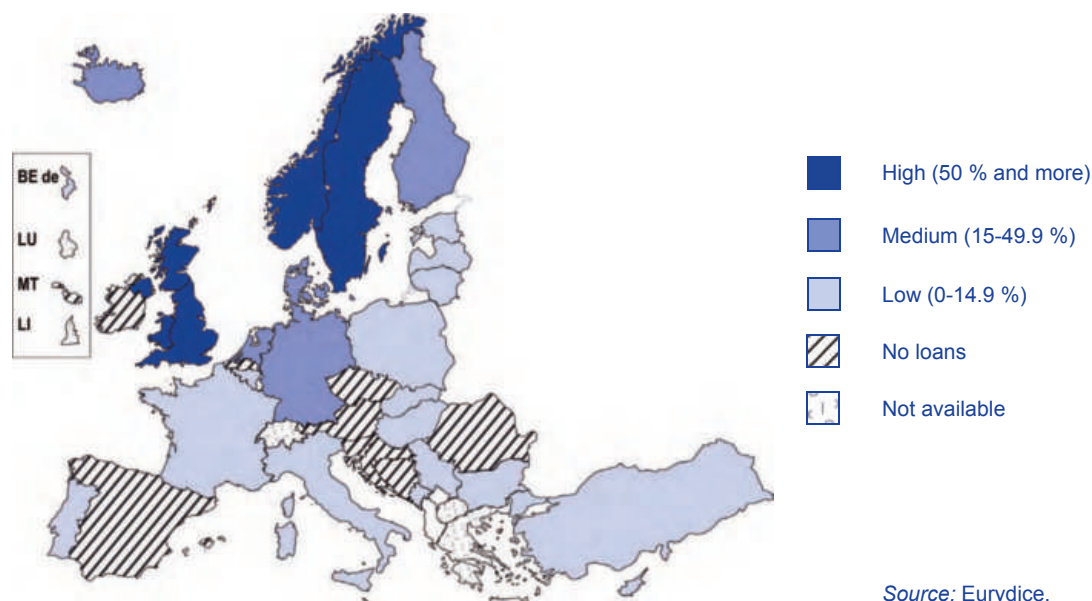 BE de
LU
MT
LI
High (50 % and more)
Medium (15-49.9 %)
Low (0-14.9 %)
No loans
Not available
Source: Eurydice.